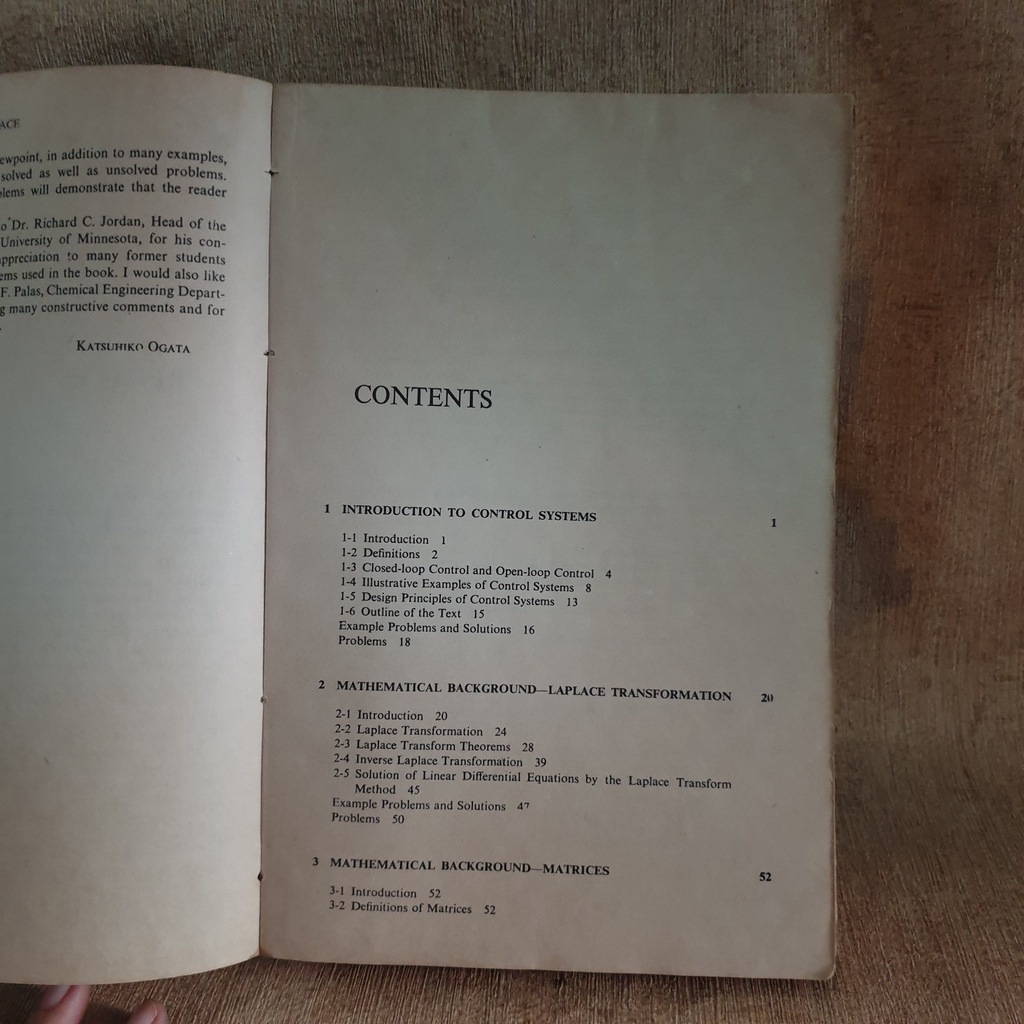 ewpoint, in addition to many examples,
solved as well as unsolved problems.
will demonstrate that the reader
Dr. Richard C. Jordan, Head of the
University of Minnesota, for his con-
appreciation to many former students
used in the book. I would also like
F. Palas, Chemical Engineering Depart-
many constructive comments and for
KATSUHIKO OGATA
CONTENTS
1 INTRODUCTION TO CONTROL SYSTEMS 1
1-1 Introduction 1
1-2 Definitions 2
1-3 Closed-loop Control and Open-loop Control 4
1-4 Illustrative Examples of Control Systems 8
1-5 Design Principles of Control Systems 13
1-6 Outline of the Text 15
Example Problems and Solutions 16
Problems 18
2 MATHEMATICAL BACKGROUND—LAPLACE TRANSFORMATION 20
2-1 Introduction 20
2-2 Laplace Transformation 24
2-3 Laplace Transform Theorems 28
2-4 Inverse Laplace Transformation 39
2-5 Solution of Linear Differential Equations by the Laplace Transform
Method 45
Example Problems and Solutions 47
Problems 50
3 MATHEMATICAL BACKGROUND—MATRICES 52
3-1 Introduction 52
3-2 Definitions of Matrices 52